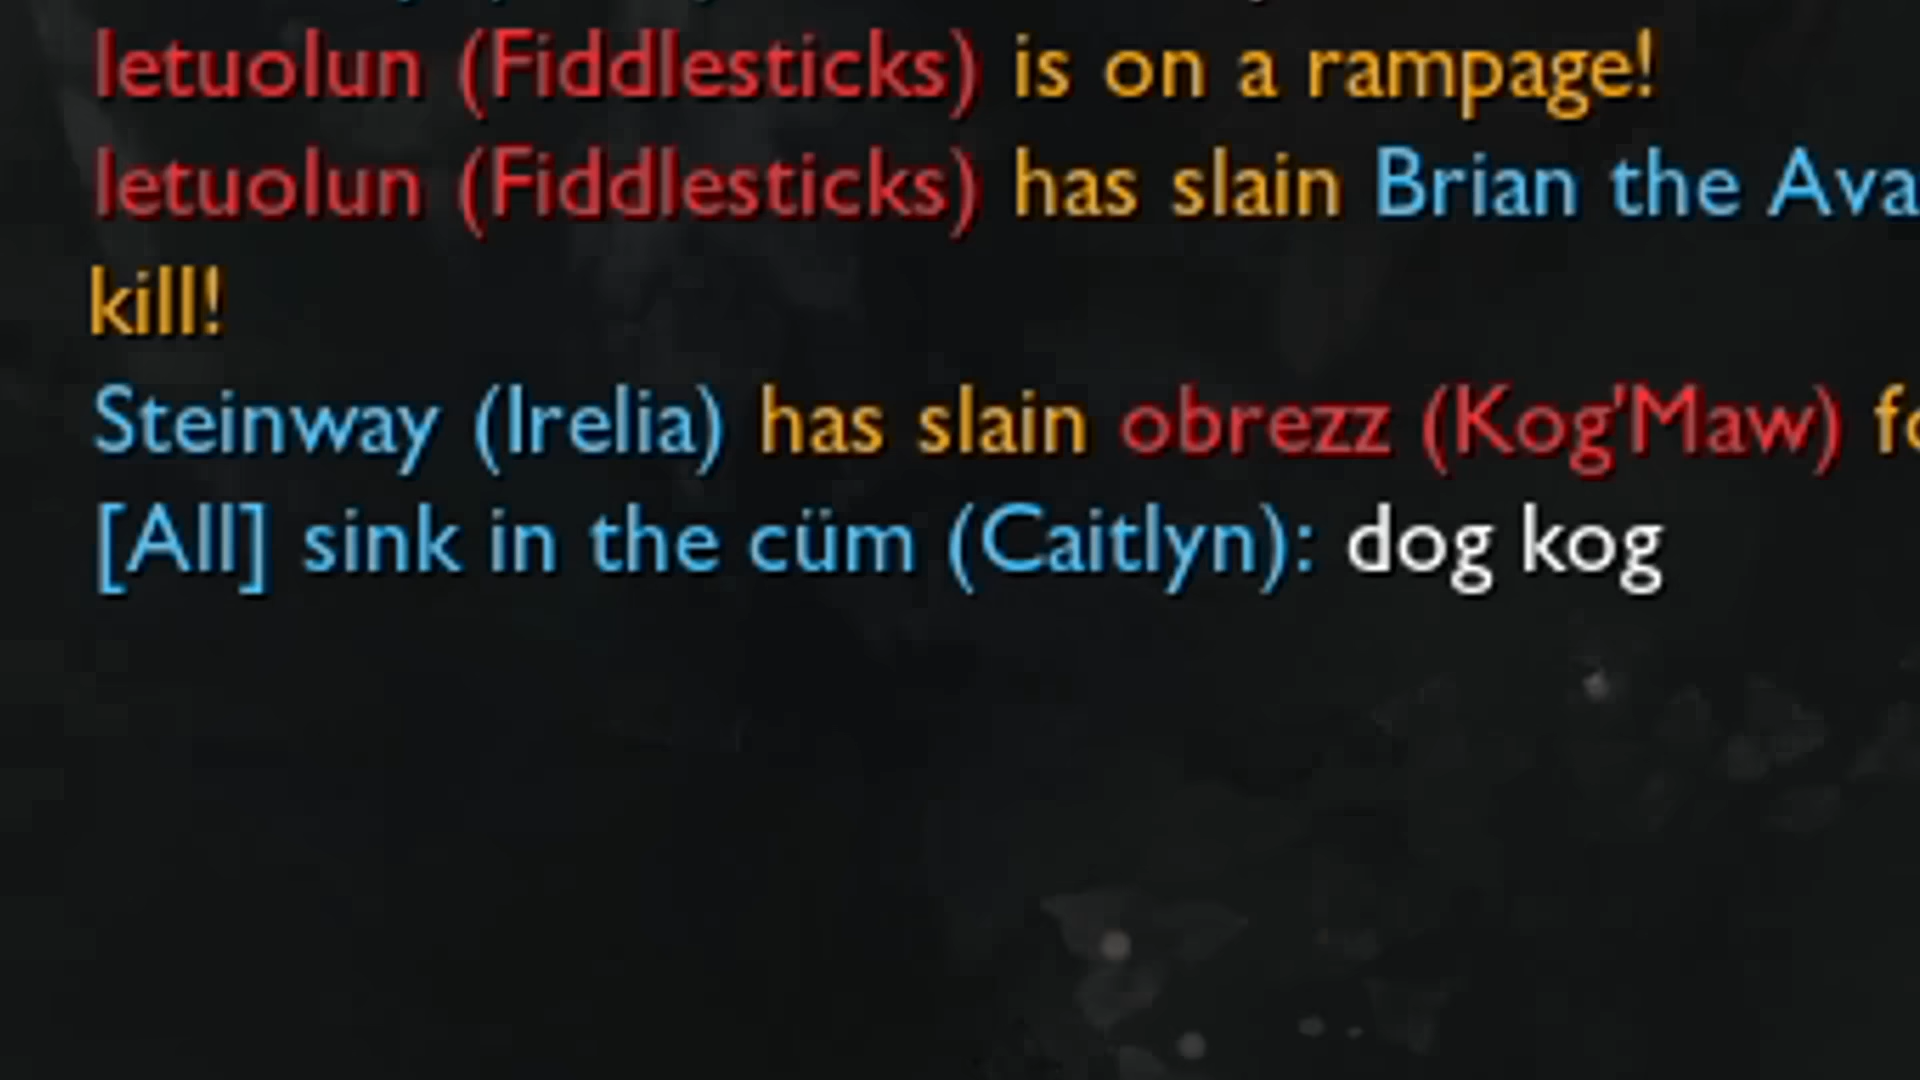 letuolun (Fiddlesticks) is on a rampage!
letuolun (Fiddlesticks) has slain Brian the Ava
kill!
Steinway (Irelia) has slain obrezz (Kog'Maw) fo
[All] sink in the cüm (Caitlyn): dog kog